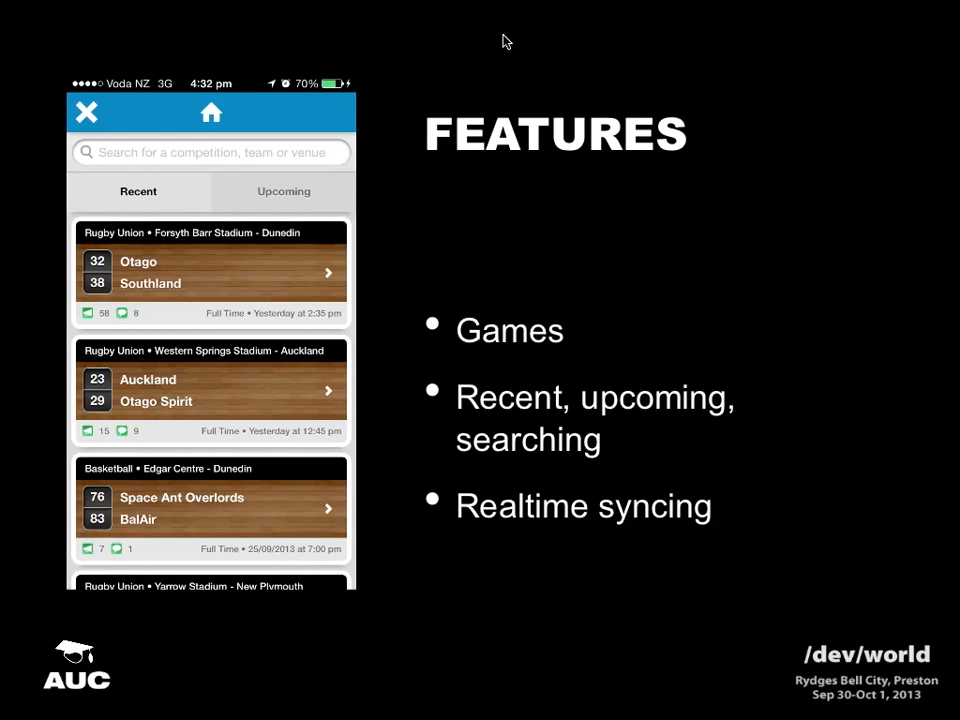 Voda NZ 3G 4:32 pm 70%
Search for a competition, team or venue
Recent Upcoming
Rugby Union • Forsyth Barr Stadium - Dunedin
32 Otago
38 Southland
58 8 Full Time • Yesterday at 2:35 pm
Rugby Union • Western Springs Stadium - Auckland
23 Auckland
29 Otago Spirit
15 9 Full Time • Yesterday at 12:45 pm
Basketball • Edgar Centre - Dunedin
76 Space Ant Overlords
83 BalAir
7 1 Full Time • 25/09/2013 at 7:00 pm
Rugby Union • Yarrow Stadium - New Plymouth
FEATURES
• Games
• Recent, upcoming,
searching
• Realtime syncing
AUC
/dev/world
Rydges Bell City, Preston
Sep 30-Oct 1, 2013